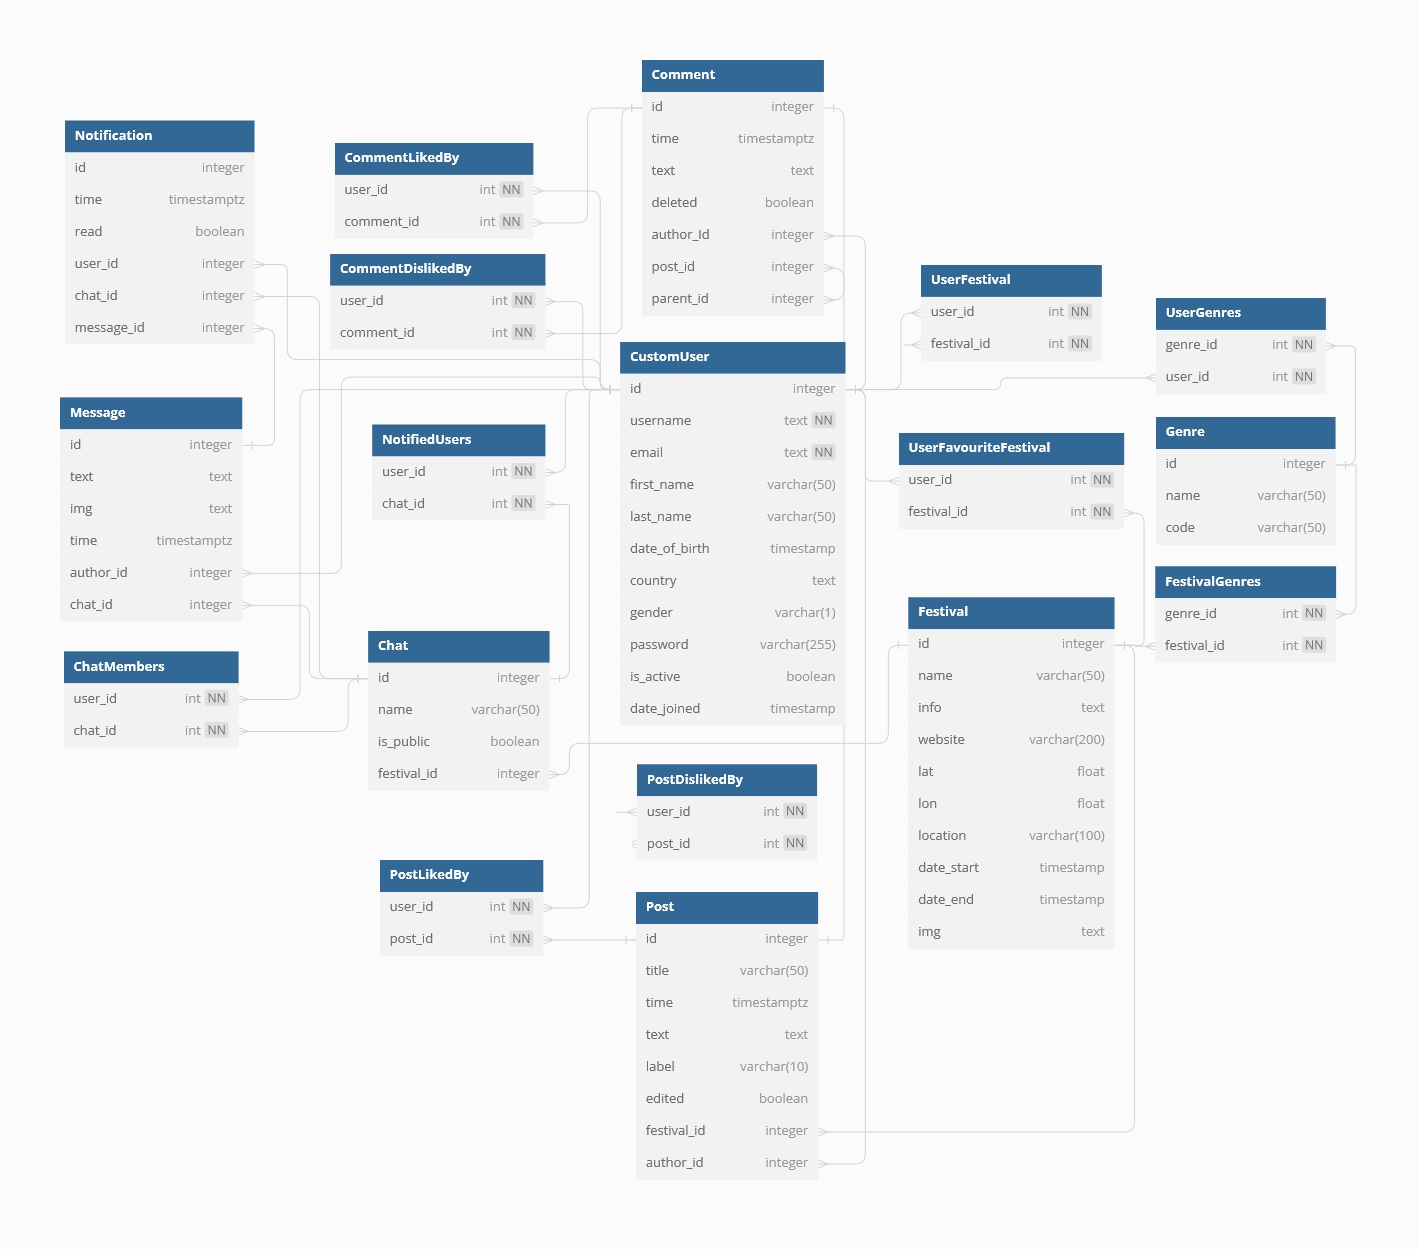 Comment
id integer
time timestamptz
text text
deleted boolean
author_Id integer
post_id integer
parent_id integer
Notification
id integer
time timestamptz
read boolean
user_id integer
chat_id integer
message_id integer
CommentLikedBy
user_id int NN
comment_id int NN
CommentDislikedBy
user_id int NN
comment_id int NN
UserFestival
user_id int NN
festival_id int NN
UserGenres
genre_id int NN
user_id int NN
CustomUser
id integer
username text NN
email text NN
first_name varchar(50)
last_name varchar(50)
date_of_birth timestamp
country text
gender varchar(1)
password varchar(255)
is_active boolean
date_joined timestamp
Message
id integer
text text
img text
time timestamptz
author_id integer
chat_id integer
NotifiedUsers
user_id int NN
chat_id int NN
UserFavouriteFestival
user_id int NN
festival_id int NN
Genre
id integer
name varchar(50)
code varchar(50)
FestivalGenres
genre_id int NN
festival_id int NN
Festival
id integer
name varchar(50)
info text
website varchar(200)
lat float
lon float
location varchar(100)
date_start timestamp
date_end timestamp
img text
Chat
id integer
name varchar(50)
is_public boolean
festival_id integer
ChatMembers
user_id int NN
chat_id int NN
PostDislikedBy
user_id int NN
post_id int NN
PostLikedBy
user_id int NN
post_id int NN
Post
id integer
title varchar(50)
time timestamptz
text text
label varchar(10)
edited boolean
festival_id integer
author_id integer